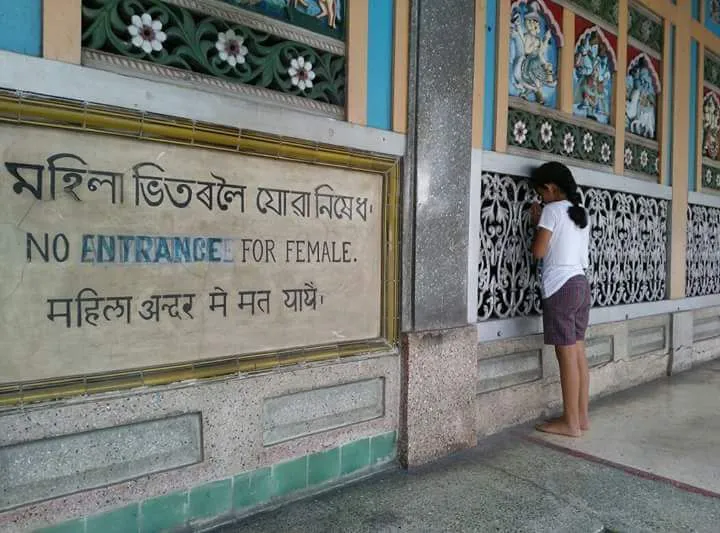 মহিলা ভিতৰলৈ যোৱা নিষেধ৷
NO ENTRANCE FOR FEMALE.
महिला अन्दर मे मत यायें।